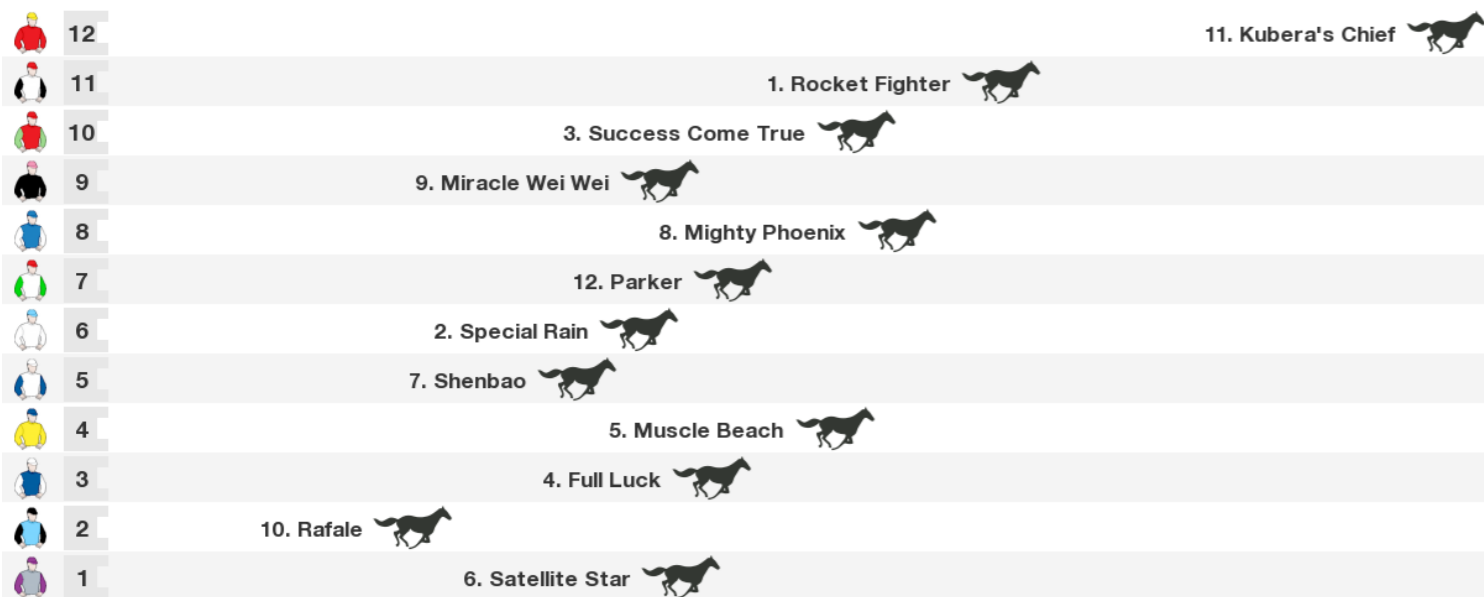 12 11. Kubera's Chief
11 1. Rocket Fighter
10 3. Success Come True
9 9. Miracle Wei Wei
8 8. Mighty Phoenix
7 12. Parker
6 2. Special Rain
5 7. Shenbao
4 5. Muscle Beach
3 4. Full Luck
2 10. Rafale
1 6. Satellite Star